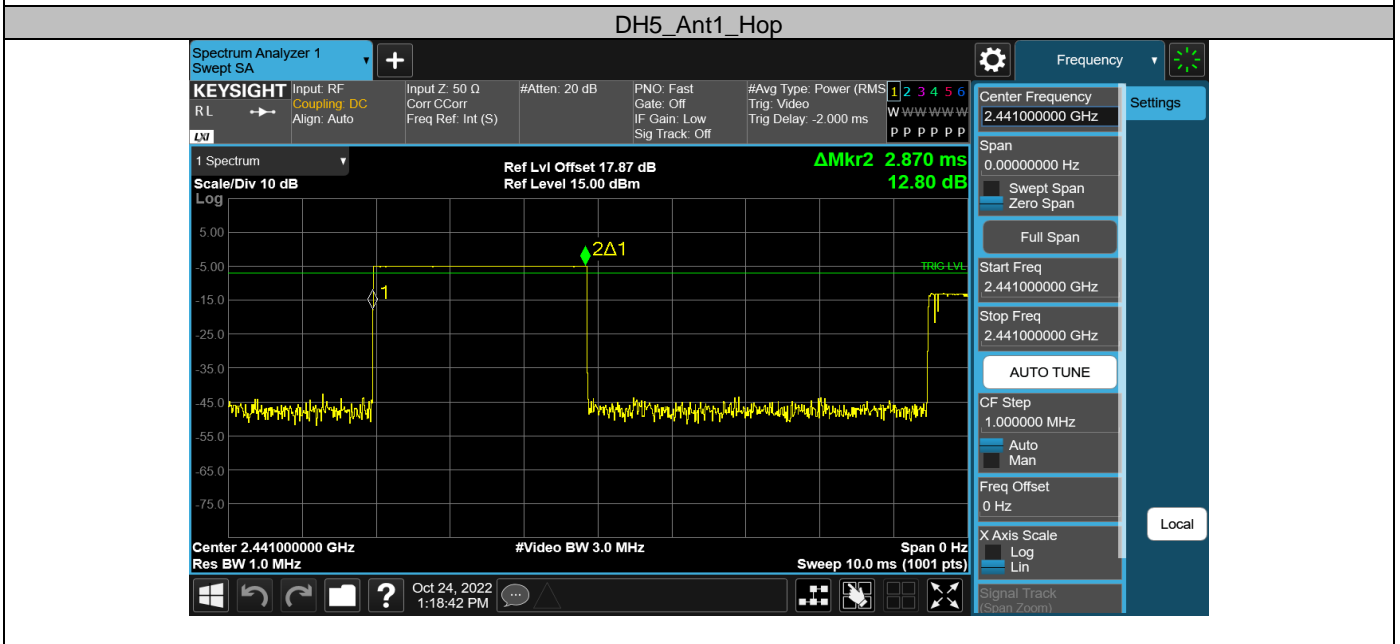 DH5_Ant1_Hop
Spectrum Analyzer 1
Swept SA
Frequency
KEYSIGHT
RL
LXI
Input: RF
Coupling: DC
Align: Auto
Input Z: 50 Ω
Corr CCorr
Freq Ref: Int (S)
#Atten: 20 dB
PNO: Fast
Gate: Off
IF Gain: Low
Sig Track: Off
#Avg Type: Power (RMS
Trig: Video
Trig Delay: -2.000 ms
1 2 3 4 5 6
W W W W W W
P P P P P P
1 Spectrum
Scale/Div 10 dB
Log
Ref Lvl Offset 17.87 dB
Ref Level 15.00 dBm
ΔMkr2 2.870 ms
12.80 dB
5.00
-5.00
-15.0
-25.0
-35.0
-45.0
-55.0
-65.0
-75.0
2Δ1
1
TRIG LVL
Center 2.441000000 GHz
Res BW 1.0 MHz
#Video BW 3.0 MHz
Span 0 Hz
Sweep 10.0 ms (1001 pts)
Center Frequency
2.441000000 GHz
Settings
Span
0.00000000 Hz
Swept Span
Zero Span
Full Span
Start Freq
2.441000000 GHz
Stop Freq
2.441000000 GHz
AUTO TUNE
CF Step
1.000000 MHz
Auto
Man
Freq Offset
0 Hz
X Axis Scale
Log
Lin
Signal Track
(Span Zoom)
Local
?
Oct 24, 2022
1:18:42 PM